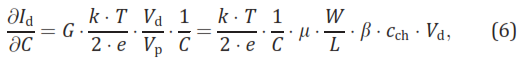 ∂I_d/∂C = G · (k · T)/(2 · e) · V_d/V_p · 1/C = (k · T)/(2 · e) · 1/C · μ · W/L · β · c_ch · V_d, (6)